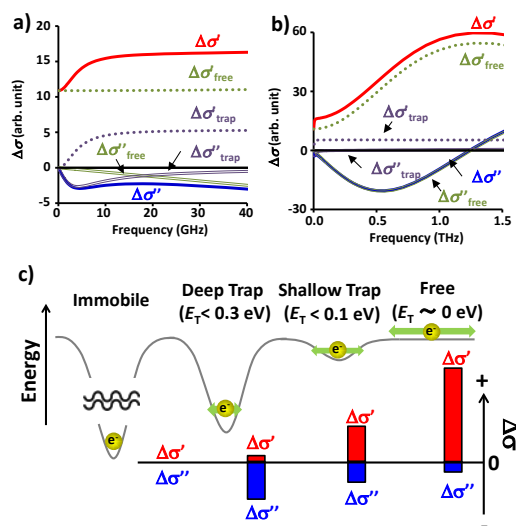 a)
Δσ (arb. unit)
20
15
10
5
0
-5
0
10
20
30
40
Frequency (GHz)
Δσ'
Δσ'free
Δσ'trap
Δσ''free
Δσ''trap
Δσ''
b)
Δσ (arb. unit)
60
30
0
-30
0.0
0.5
1.0
1.5
Frequency (THz)
Δσ'
Δσ'free
Δσ'trap
Δσ''trap
Δσ''
Δσ''free
c)
Immobile
Deep Trap
(ET< 0.3 eV)
Shallow Trap
(ET < 0.1 eV)
Free
(ET ~ 0 eV)
Energy
e-
e-
e-
e-
Δσ'
Δσ'
Δσ'
Δσ'
Δσ''
Δσ''
Δσ''
Δσ''
+
0
-
Δσ